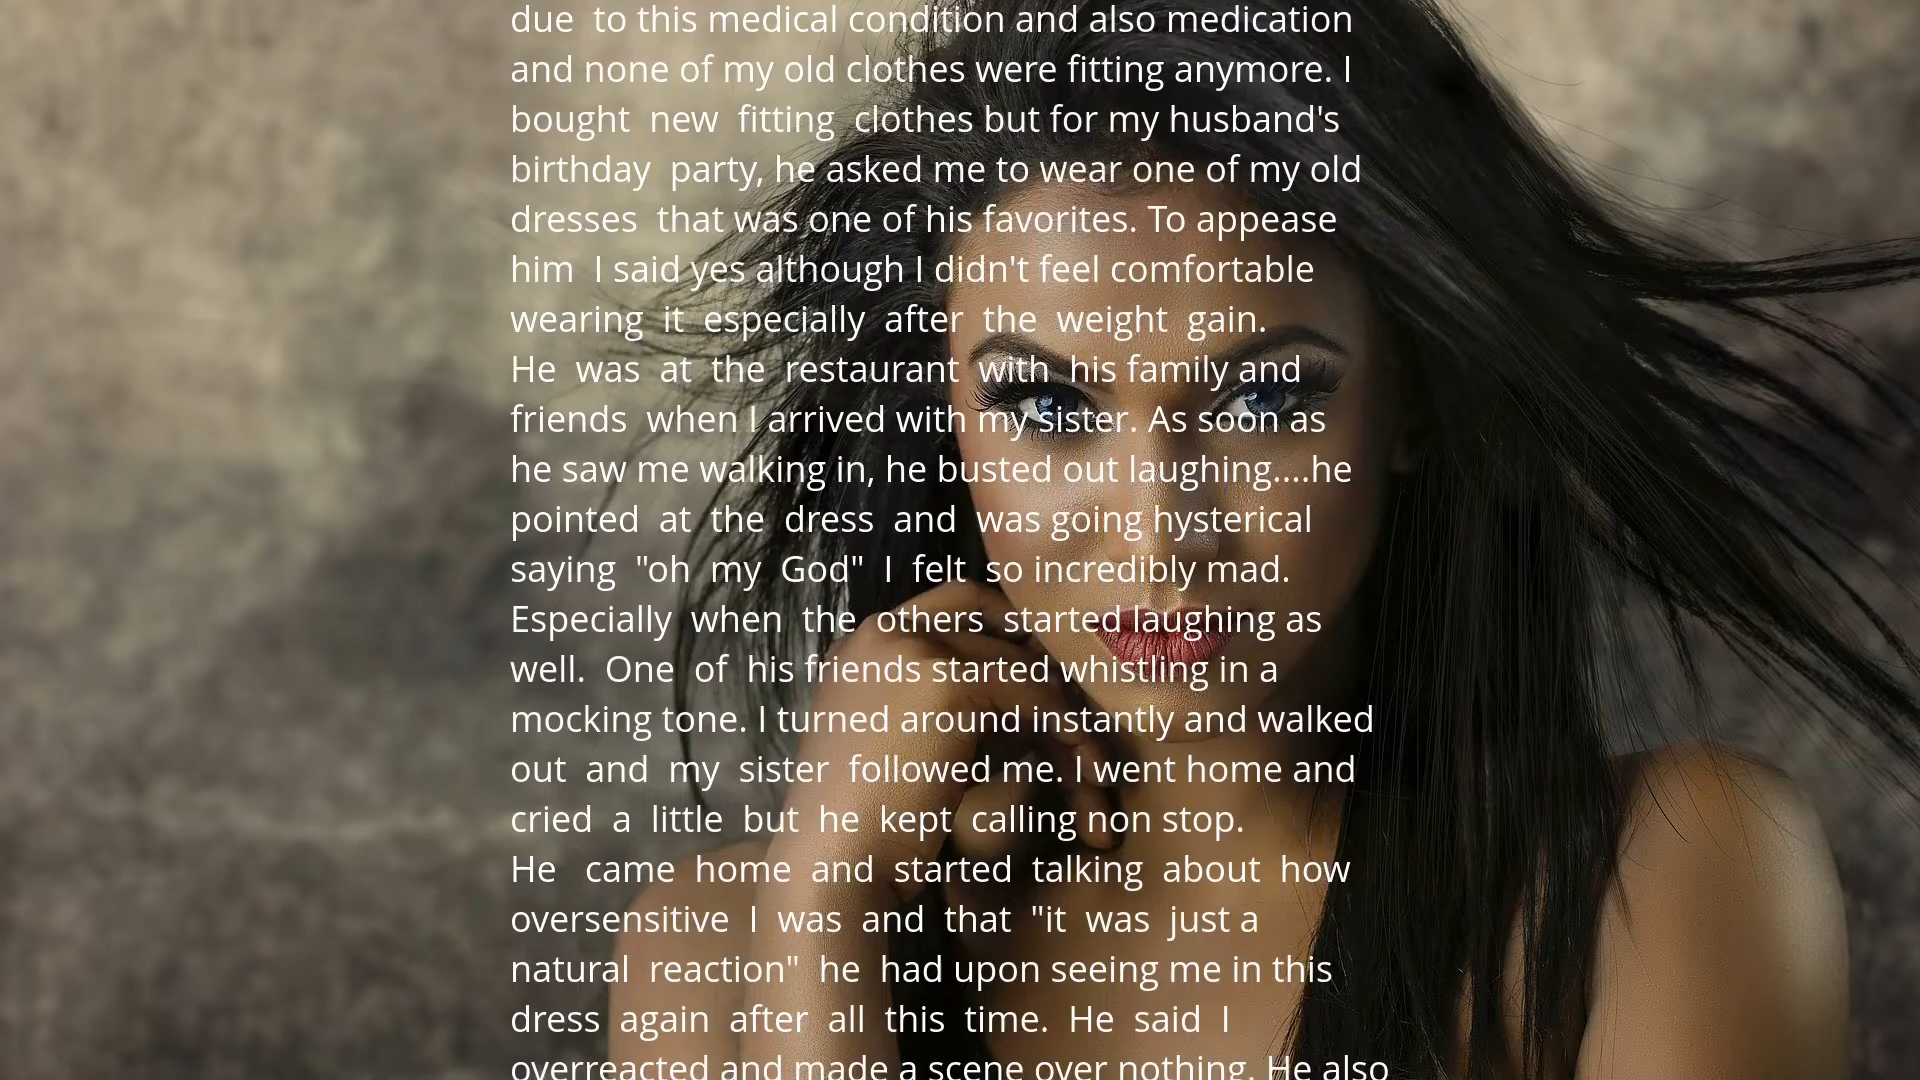 due to this medical condition and also medication
and none of my old clothes were fitting anymore. I
bought new fitting clothes but for my husband's
birthday party, he asked me to wear one of my old
dresses that was one of his favorites. To appease
him I said yes although I didn't feel comfortable
wearing it especially after the weight gain.
He was at the restaurant with his family and
friends when I arrived with my sister. As soon as
he saw me walking in, he busted out laughing....he
pointed at the dress and was going hysterical
saying "oh my God" I felt so incredibly mad.
Especially when the others started laughing as
well. One of his friends started whistling in a
mocking tone. I turned around instantly and walked
out and my sister followed me. I went home and
cried a little but he kept calling non stop.
He came home and started talking about how
oversensitive I was and that "it was just a
natural reaction" he had upon seeing me in this
dress again after all this time. He said I
overreacted and made a scene over nothing. He also